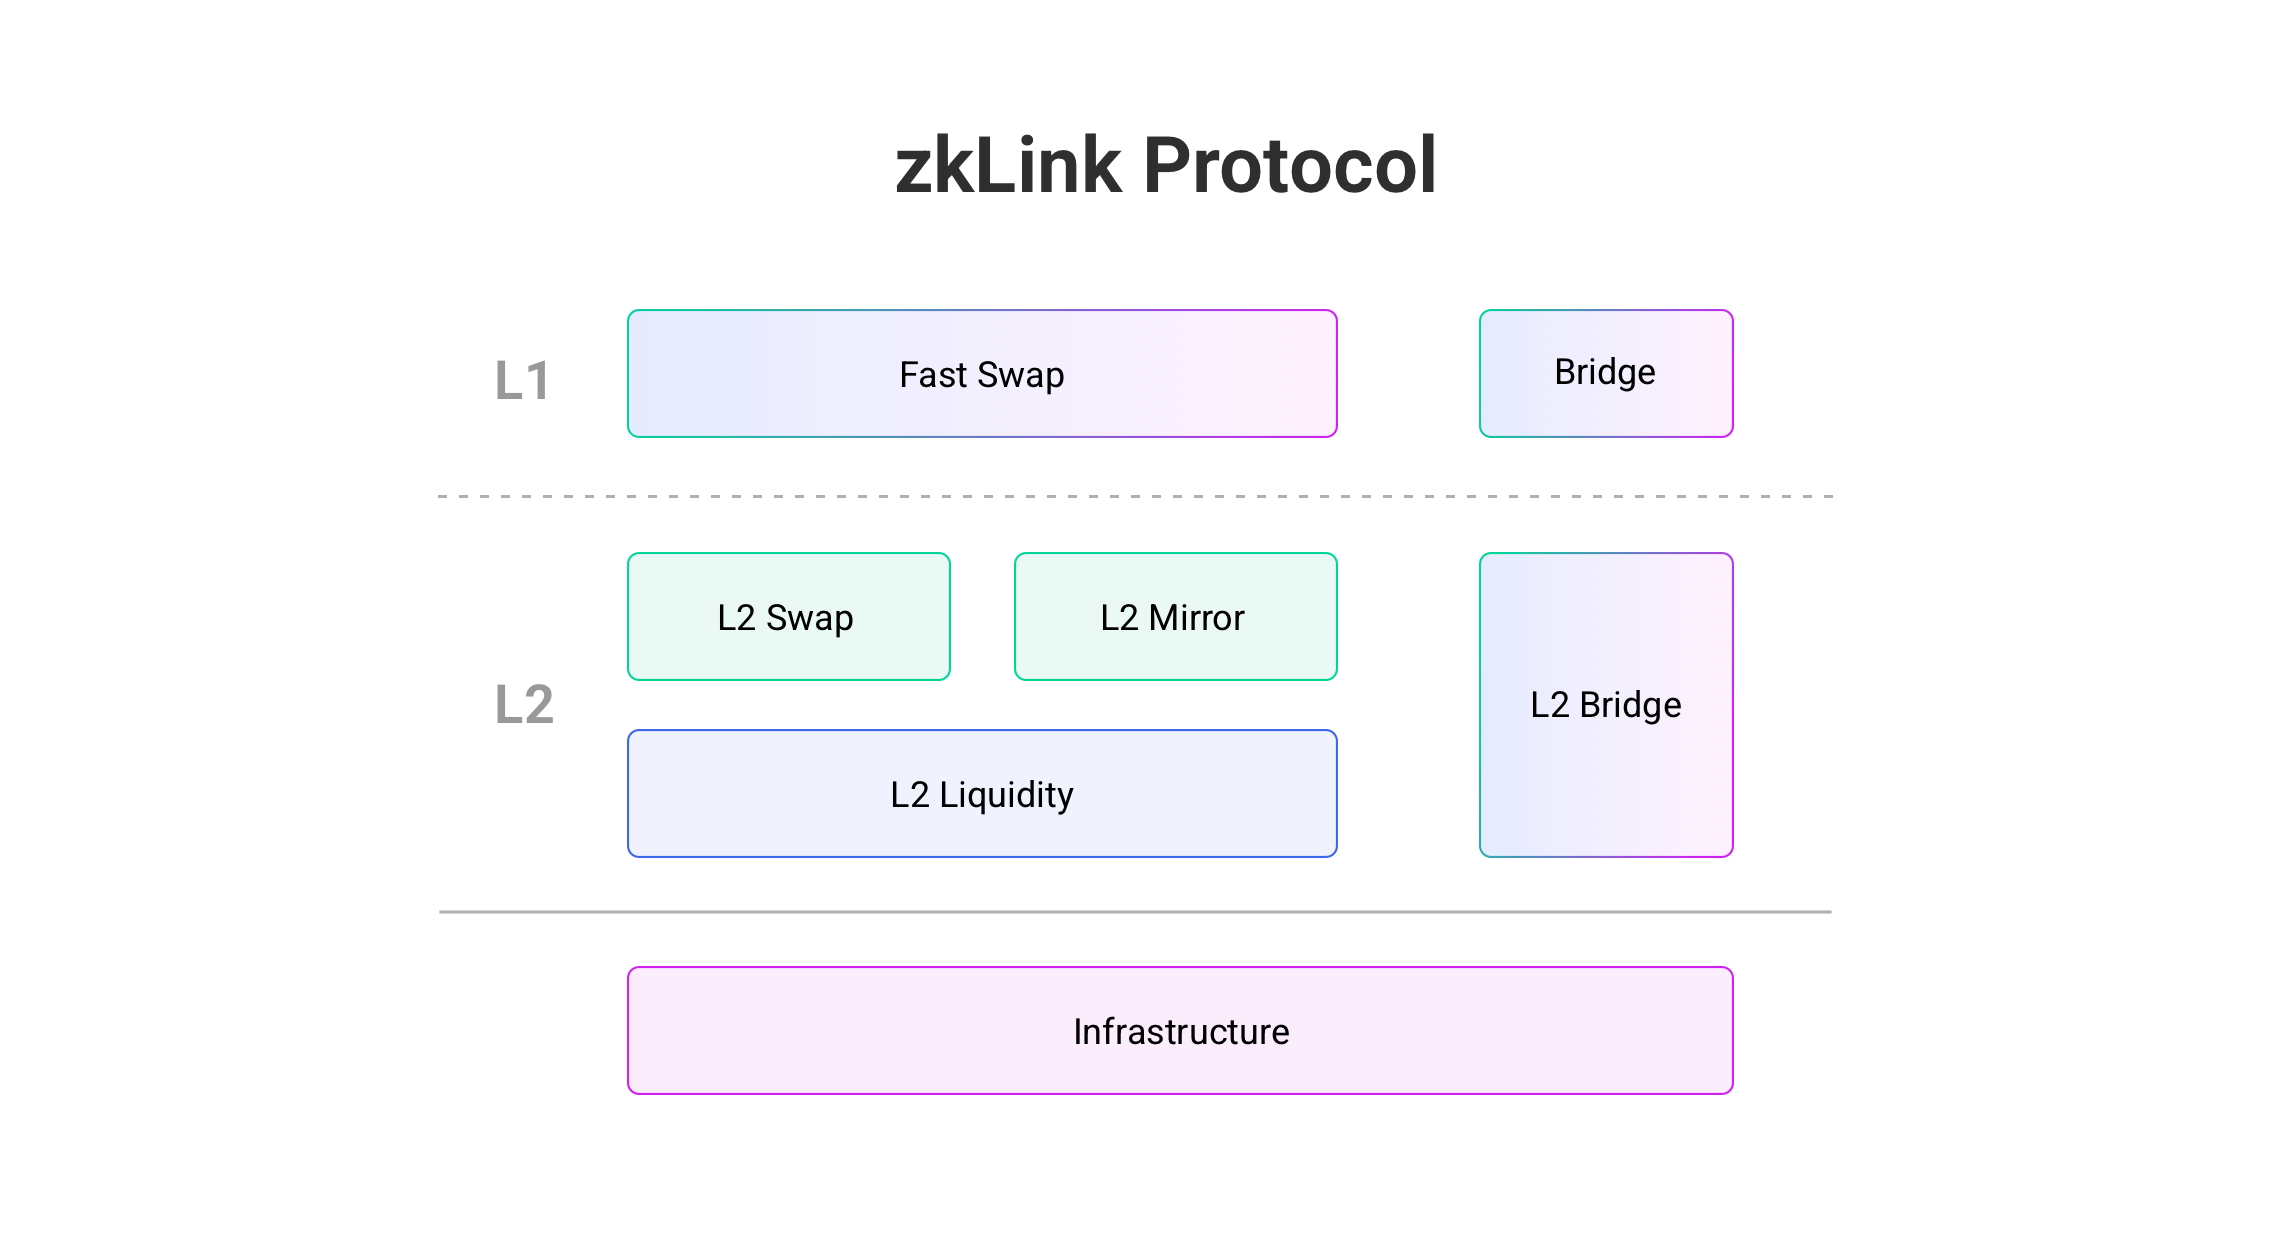 zkLink Protocol
L1
Fast Swap
Bridge
L2
L2 Swap
L2 Mirror
L2 Liquidity
L2 Bridge
Infrastructure